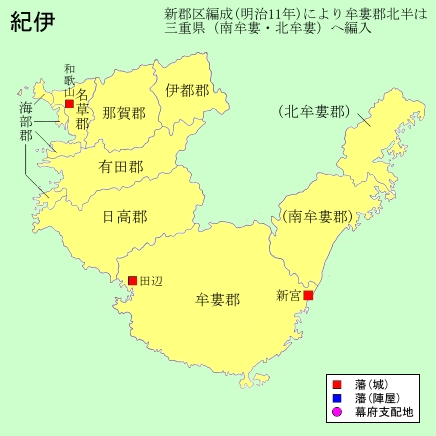 紀伊
新郡区編成(明治11年)により牟婁郡北半は
三重県(南牟婁・北牟婁)へ編入
和歌山
名草郡
海部郡
那賀郡
伊都郡
有田郡
日高郡
田辺
牟婁郡
新宮
(南牟婁郡)
(北牟婁郡)
藩(城)
藩(陣屋)
幕府支配地